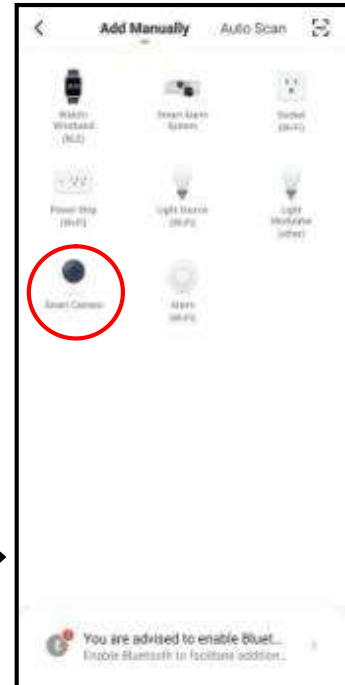 Add Manually Auto Scan
Watch/
Wristband
(BLE)
Smart Alarm
System
Socket
(Wi-Fi)
Power Strip
(Wi-Fi)
Light Source
(Wi-Fi)
Light
Modulator
(other)
Smart Camera
Alarm
(Wi-Fi)
You are advised to enable Bluet...
Enable Bluetooth to facilitate addition...